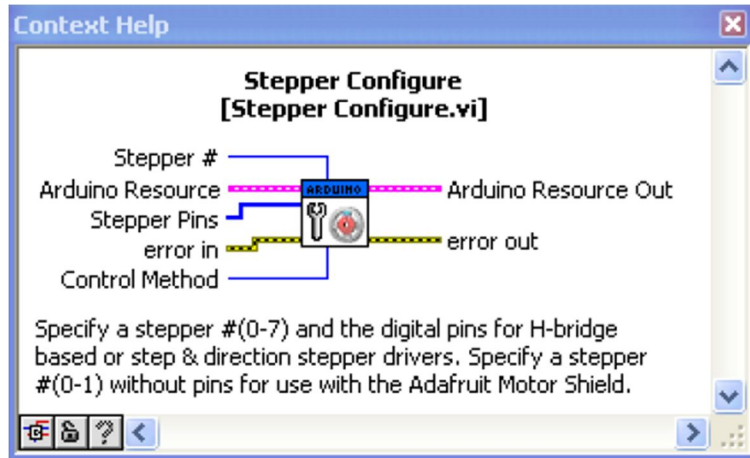 Context Help
Stepper Configure
[Stepper Configure.vi]
Stepper #
Arduino Resource
Stepper Pins
error in
Control Method
ARDUINO
Arduino Resource Out
error out
Specify a stepper #(0-7) and the digital pins for H-bridge
based or step & direction stepper drivers. Specify a stepper
#(0-1) without pins for use with the Adafruit Motor Shield.
?